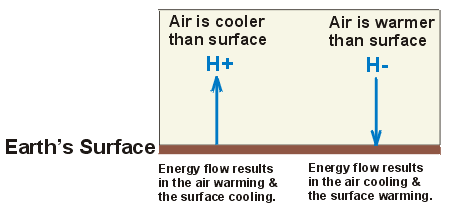 Air is cooler
than surface
H+
Air is warmer
than surface
H-
Earth's Surface
Energy flow results
in the air warming &
the surface cooling.
Energy flow results
in the air cooling &
the surface warming.